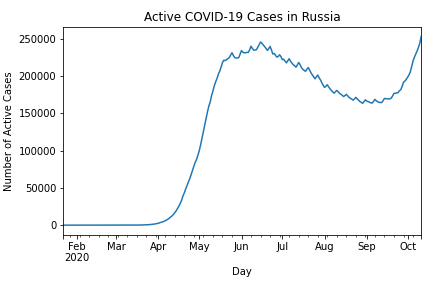 Active COVID-19 Cases in Russia
Number of Active Cases
250000
200000
150000
100000
50000
0
Feb Mar Apr May Jun Jul Aug Sep Oct
2020
Day